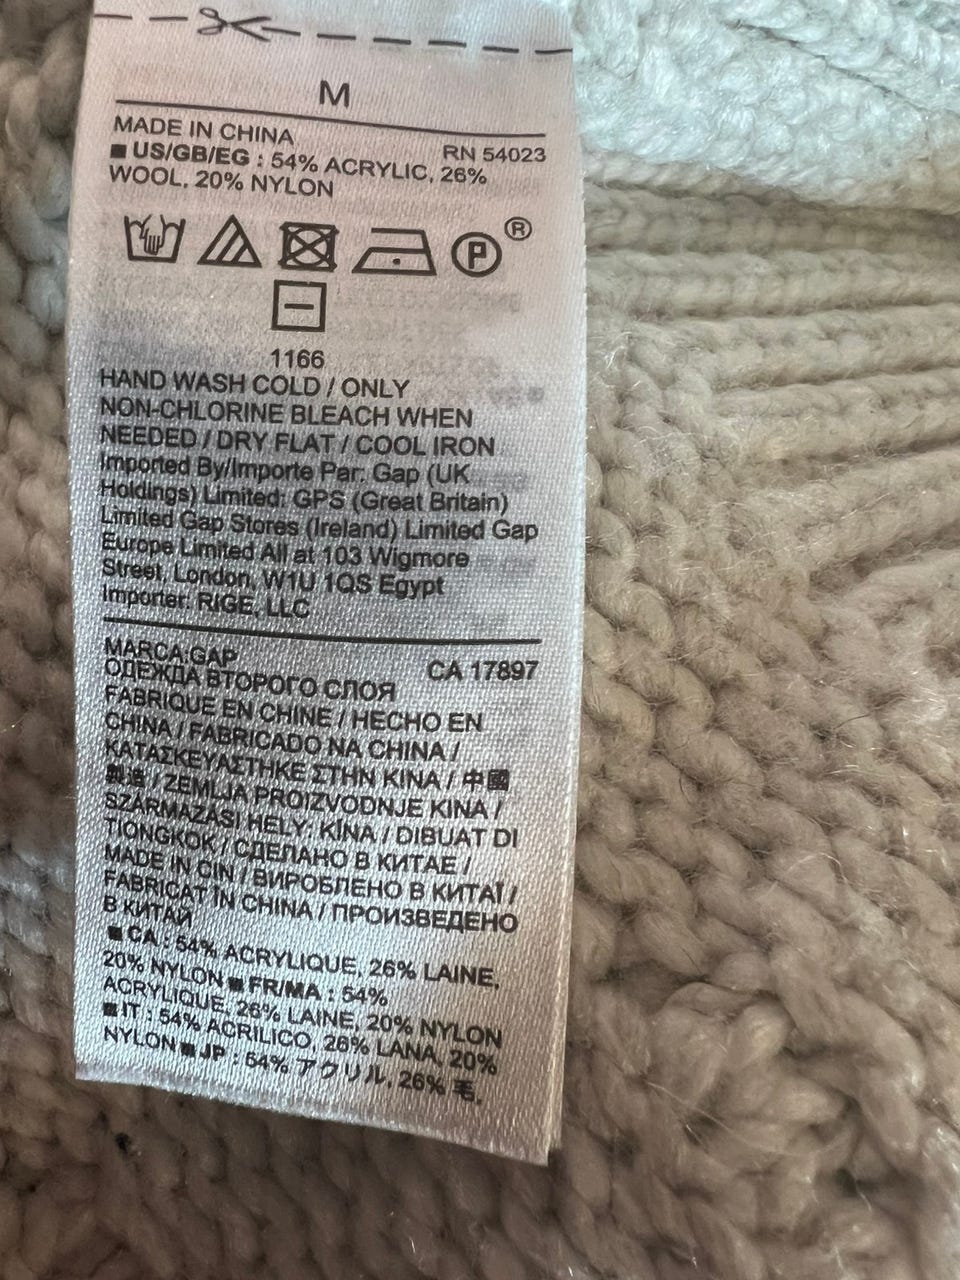 M
MADE IN CHINA RN 54023
■ US/GB/EG : 54% ACRYLIC, 26%
WOOL, 20% NYLON
P ®
1166
HAND WASH COLD / ONLY
NON-CHLORINE BLEACH WHEN
NEEDED / DRY FLAT / COOL IRON
Imported By/Importe Par: Gap (UK
Holdings) Limited: GPS (Great Britain)
Limited Gap Stores (Ireland) Limited Gap
Europe Limited All at 103 Wigmore
Street, London, W1U 1QS Egypt
Importer: RIGE, LLC
MARCA:GAP CA 17897
ОДЕЖДА ВТОРОГО СЛОЯ
FABRIQUE EN CHINE / HECHO EN
CHINA / FABRICADO NA CHINA /
ΚΑΤΑΣΚΕΥΑΣΤΗΚΕ ΣΤΗΝ ΚΙΝΑ / 中國
製造 / ZEMLJA PROIZVODNJE KINA /
SZÁRMAZÁSI HELY: KÍNA / DIBUAT DI
TIONGKOK / СДЕЛАНО В КИТАЕ /
MADE IN CIN / ВИРОБЛЕНО В КИТАЇ /
FABRICAT ÎN CHINA / ПРОИЗВЕДЕНО
В КИТАЙ
■ CA : 54% ACRYLIQUE, 26% LAINE,
20% NYLON ■ FR/MA : 54%
ACRYLIQUE, 26% LAINE, 20% NYLON
■ IT : 54% ACRILICO, 26% LANA, 20%
NYLON ■ JP : 54% アクリル, 26% 毛,